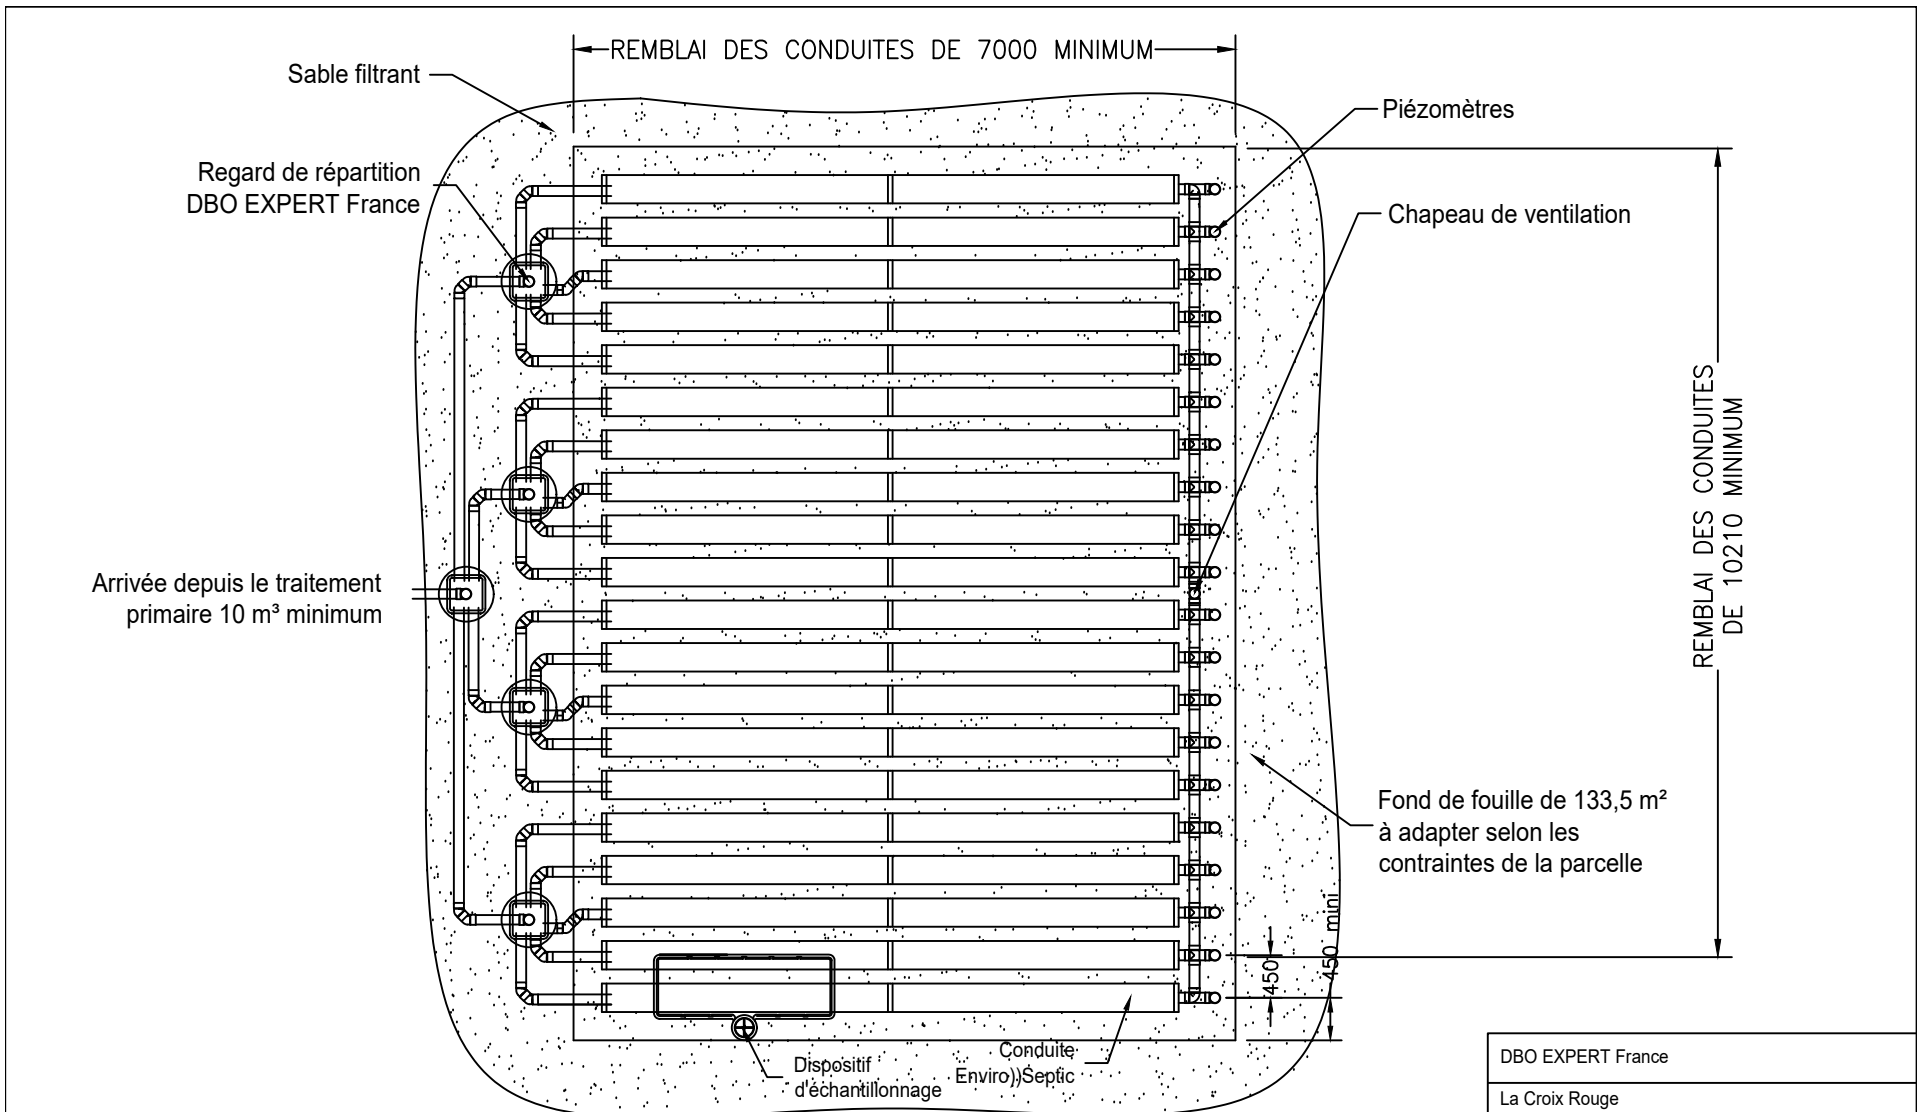 REMBLAI DES CONDUITES DE 7000 MINIMUM
Sable filtrant
Piézomètres
Regard de répartition
DBO EXPERT France
Chapeau de ventilation
REMBLAI DES CONDUITES
DE 10210 MINIMUM
Arrivée depuis le traitement
primaire 10 m³ minimum
Fond de fouille de 133,5 m²
à adapter selon les
contraintes de la parcelle
450
450 mini
Dispositif
d'échantillonnage
Conduite
Enviro))Septic
DBO EXPERT France
La Croix Rouge